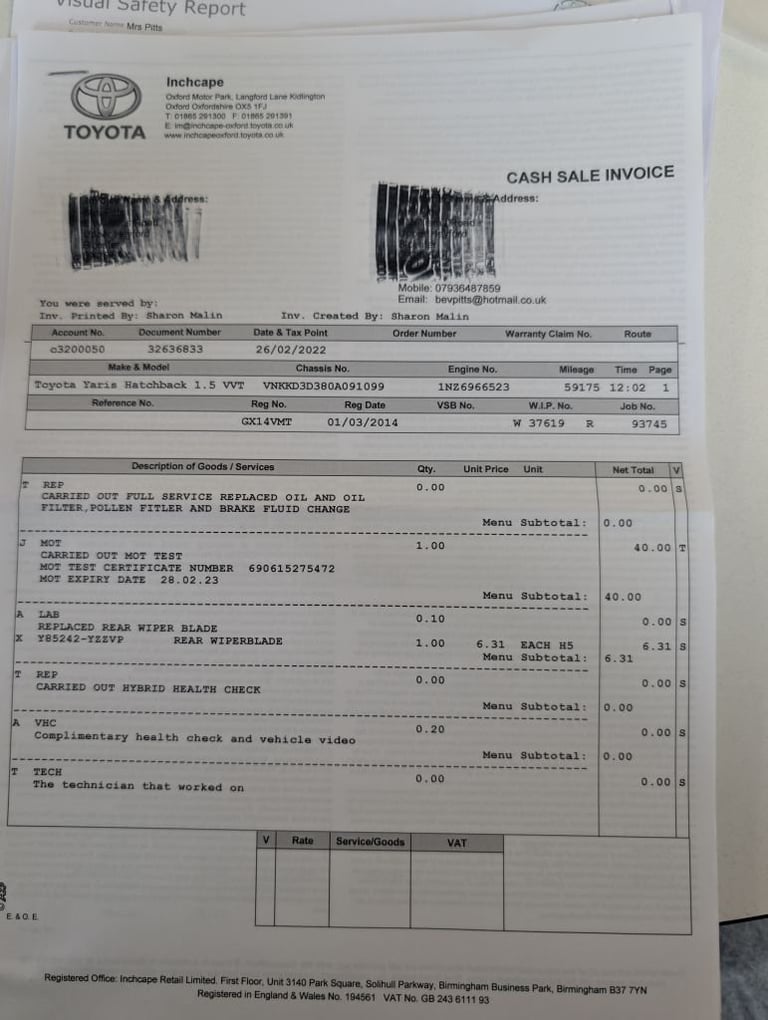 Visual Safety Report
Customer Name Mrs Pitts
TOYOTA
Inchcape
Oxford Motor Park, Langford Lane Kidlington
Oxford Oxfordshire OX5 1FJ
T: 01865 291300 F: 01865 291391
E: im@inchcape-oxford.toyota.co.uk
www.inchcapeoxford.toyota.co.uk
CASH SALE INVOICE
& Address:
Address:
Mobile: 07936487859
Email: bevpitts@hotmail.co.uk
You were served by:
Inv. Printed By: Sharon Malin Inv. Created By: Sharon Malin
Account No. Document Number Date & Tax Point Order Number Warranty Claim No. Route
c3200050 32636833 26/02/2022
Make & Model Chassis No. Engine No. Mileage Time Page
Toyota Yaris Hatchback 1.5 VVT VNKKD3D380A091099 1NZ6966523 59175 12:02 1
Reference No. Reg No. Reg Date VSB No. W.I.P. No. Job No.
GX14VMT 01/03/2014 W 37619 R 93745
Description of Goods / Services Qty. Unit Price Unit Net Total V
T REP 0.00 0.00 S
CARRIED OUT FULL SERVICE REPLACED OIL AND OIL
FILTER,POLLEN FITLER AND BRAKE FLUID CHANGE
Menu Subtotal: 0.00
J MOT 1.00 40.00 T
CARRIED OUT MOT TEST
MOT TEST CERTIFICATE NUMBER 690615275472
MOT EXPIRY DATE 28.02.23
Menu Subtotal: 40.00
A LAB 0.10 0.00 S
REPLACED REAR WIPER BLADE
X Y85242-YZZVP REAR WIPERBLADE 1.00 6.31 EACH H5 6.31 S
Menu Subtotal: 6.31
T REP 0.00 0.00 S
CARRIED OUT HYBRID HEALTH CHECK
Menu Subtotal: 0.00
A VHC 0.20 0.00 S
Complimentary health check and vehicle video
Menu Subtotal: 0.00
T TECH 0.00 0.00 S
The technician that worked on
V Rate Service/Goods VAT
E. & O. E.
Registered Office: Inchcape Retail Limited. First Floor, Unit 3140 Park Square, Solihull Parkway, Birmingham Business Park, Birmingham B37 7YN
Registered in England & Wales No. 194561 VAT No. GB 243 6111 93